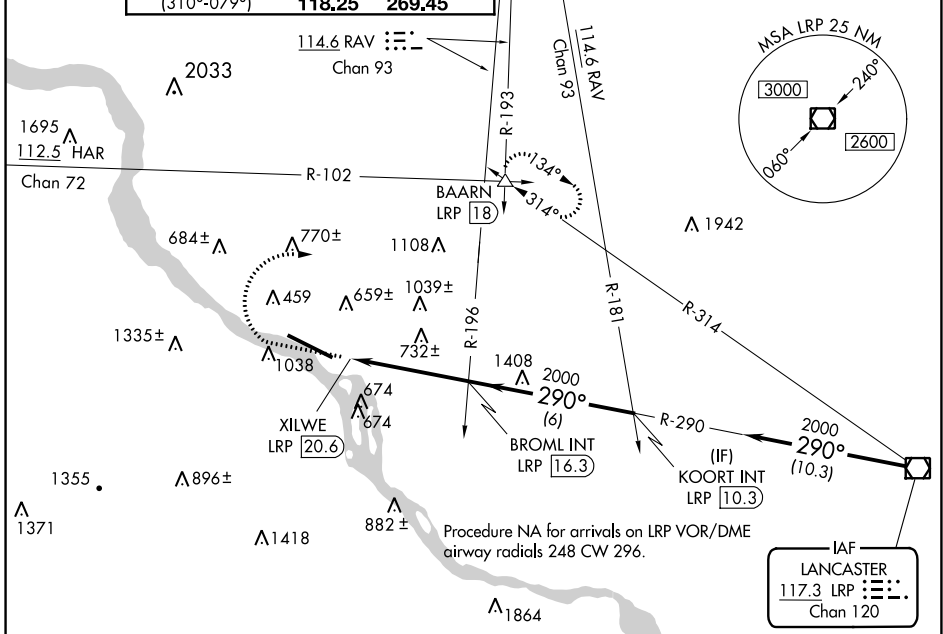 (310°-079°) 118.25 269.45
114.6 RAV
Chan 93
114.6 RAV
Chan 93
MSA LRP 25 NM
3000
240°
2600
060°
2033
1695
112.5 HAR
Chan 72
R-193
R-102
134°
314°
BAARN
LRP 18
1942
684±
770±
1108
459
659±
1039±
R-196
R-181
R-314
1335±
1038
732±
1408
2000
290°
(6)
674
674
XILWE
LRP 20.6
BROML INT
LRP 16.3
R-290
2000
290°
(10.3)
(IF)
KOORT INT
LRP 10.3
1355
896±
1371
1418
882±
Procedure NA for arrivals on LRP VOR/DME
airway radials 248 CW 296.
1864
IAF
LANCASTER
117.3 LRP
Chan 120